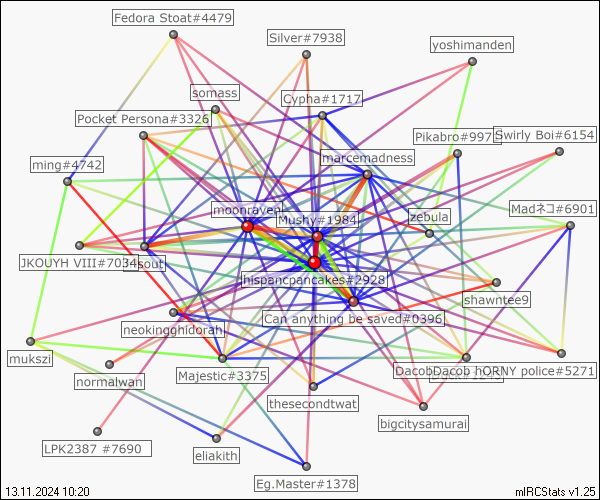 Fedora Stoat#4479
Silver#7938
yoshimanden
somass
Cypha#1717
Pocket Persona#3326
Pikabro#997
Swirly Boi#6154
marcemadness
ming#4742
moonraven
Mushy#1984
zebula
Madネコ#6901
JKOUYH VIII#7034
sout
hispancpancakes#2928
shawntee9
Can anything be saved#0396
neokingghidorah
mukszi
Majestic#3375
DacobDacob hORNY police#5271
normalwan
thesecondtwat
bigcitysamurai
LPK2387 #7690
eliakith
Eg.Master#1378
13.11.2024 10:20
mIRCStats v1.25